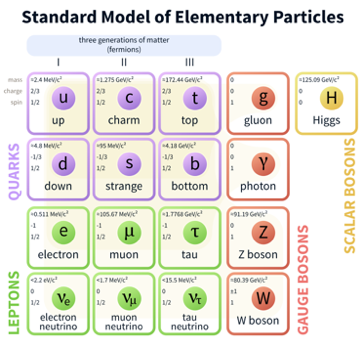 Standard Model of Elementary Particles
three generations of matter
(fermions)
I II III
mass ≈2.4 MeV/c² ≈1.275 GeV/c² ≈172.44 GeV/c² 0 ≈125.09 GeV/c²
charge 2/3 2/3 2/3 0 0
spin 1/2 1/2 1/2 1 0
u c t g H
up charm top gluon Higgs
QUARKS
≈4.8 MeV/c² ≈95 MeV/c² ≈4.18 GeV/c² 0
-1/3 -1/3 -1/3 0
1/2 1/2 1/2 1
d s b γ
down strange bottom photon
SCALAR BOSONS
≈0.511 MeV/c² ≈105.67 MeV/c² ≈1.7768 GeV/c² ≈91.19 GeV/c²
-1 -1 -1 0
1/2 1/2 1/2 1
e μ τ Z
electron muon tau Z boson
LEPTONS
GAUGE BOSONS
<2.2 eV/c² <1.7 MeV/c² <15.5 MeV/c² ≈80.39 GeV/c²
0 0 0 ±1
1/2 1/2 1/2 1
νe νμ ντ W
electron muon tau W boson
neutrino neutrino neutrino